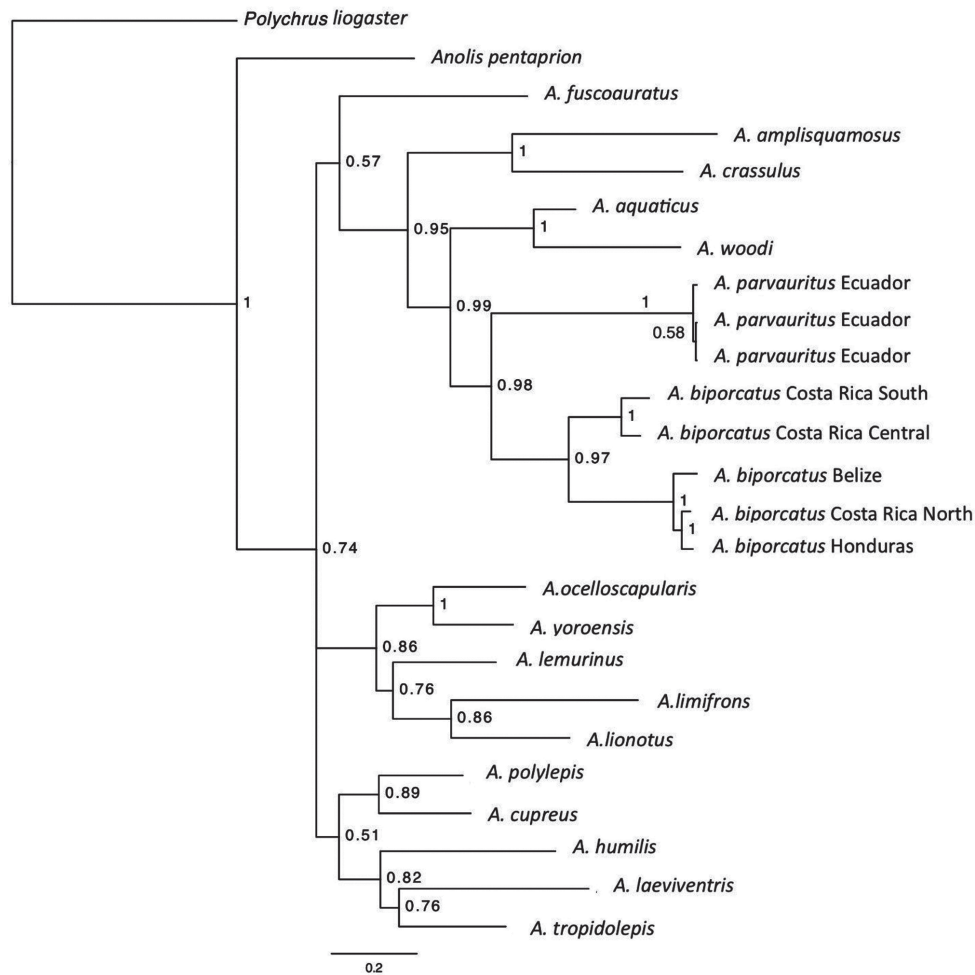 Polychrus liogaster
Anolis pentaprion
A. fuscoauratus
A. amplisquamosus
0.57
1
A. crassulus
A. aquaticus
0.95
1
A. woodi
A. parvauritus Ecuador
1
1
0.99
A. parvauritus Ecuador
0.58
A. parvauritus Ecuador
0.98
A. biporcatus Costa Rica South
1
A. biporcatus Costa Rica Central
0.97
A. biporcatus Belize
1
A. biporcatus Costa Rica North
1
0.74
A. biporcatus Honduras
A.ocelloscapularis
1
A. yoroensis
0.86
A. lemurinus
0.76
A.limifrons
0.86
A.lionotus
A. polylepis
0.89
A. cupreus
0.51
A. humilis
0.82
A. laeviventris
0.76
A. tropidolepis
0.2